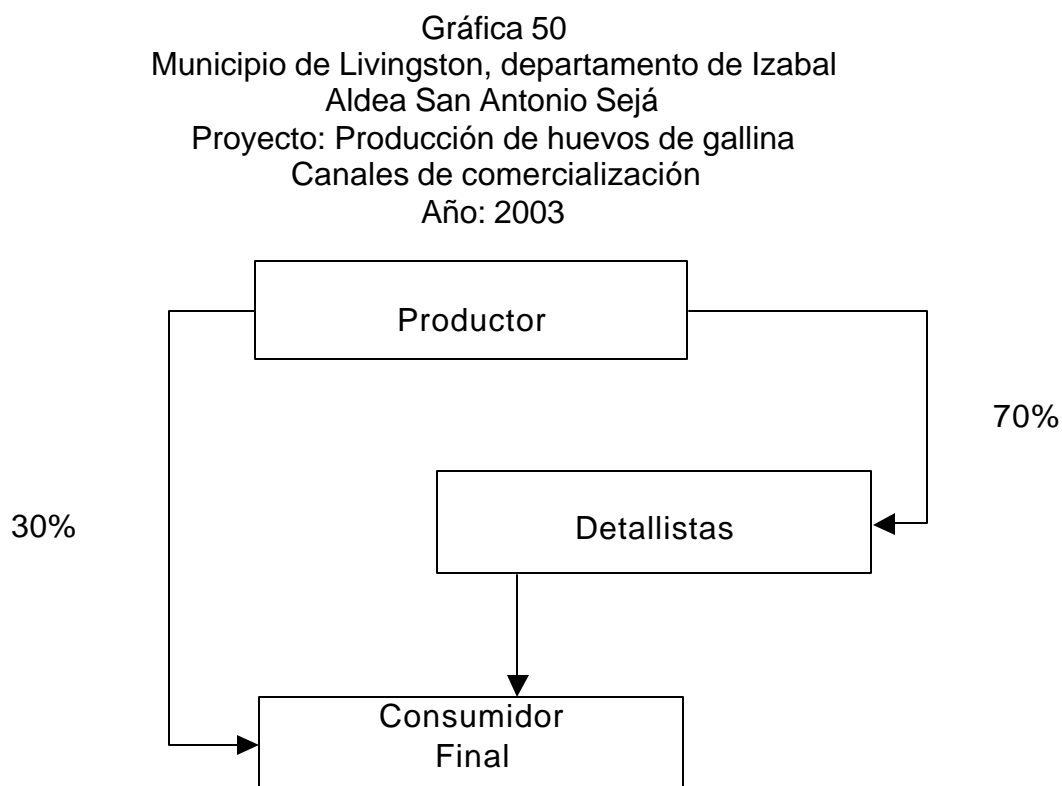 Gráfica 50
Municipio de Livingston, departamento de Izabal
Aldea San Antonio Sejá
Proyecto: Producción de huevos de gallina
Canales de comercialización
Año: 2003
Productor
70%
30%
Detallistas
Consumidor
Final